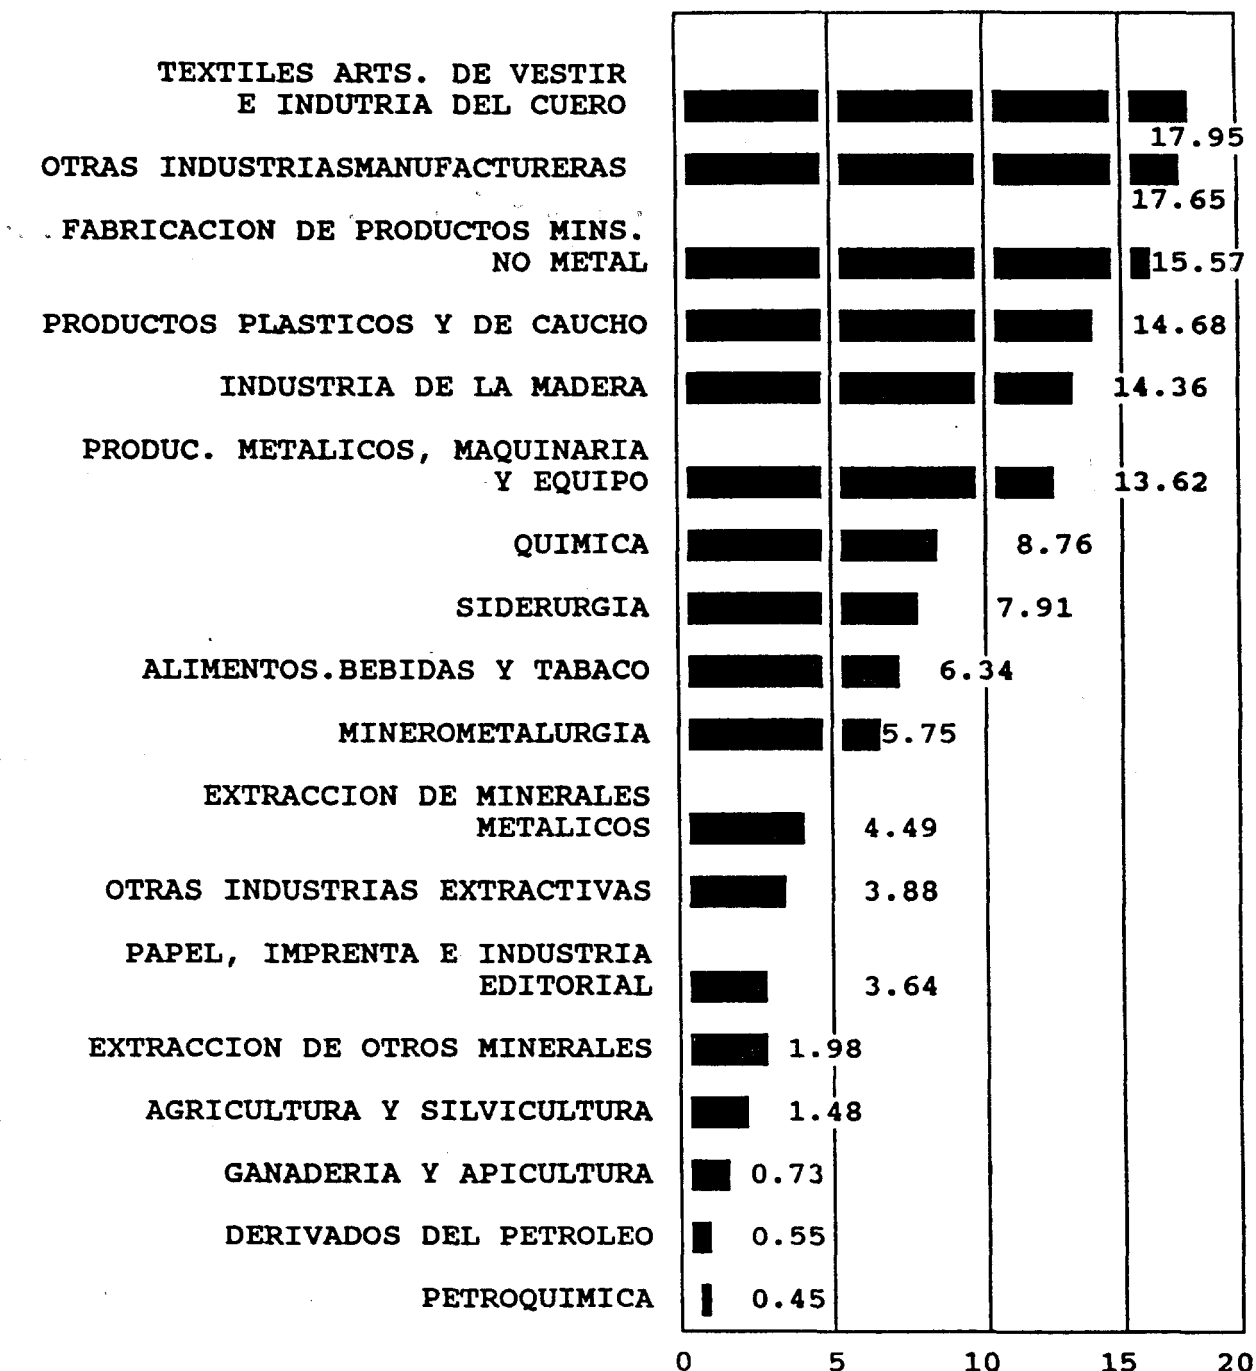 TEXTILES ARTS. DE VESTIR
E INDUTRIA DEL CUERO
17.95
OTRAS INDUSTRIASMANUFACTURERAS
17.65
FABRICACION DE PRODUCTOS MINS.
NO METAL 15.57
PRODUCTOS PLASTICOS Y DE CAUCHO 14.68
INDUSTRIA DE LA MADERA 14.36
PRODUC. METALICOS, MAQUINARIA
Y EQUIPO 13.62
QUIMICA 8.76
SIDERURGIA 7.91
ALIMENTOS.BEBIDAS Y TABACO 6.34
MINEROMETALURGIA 5.75
EXTRACCION DE MINERALES
METALICOS 4.49
OTRAS INDUSTRIAS EXTRACTIVAS 3.88
PAPEL, IMPRENTA E INDUSTRIA
EDITORIAL 3.64
EXTRACCION DE OTROS MINERALES 1.98
AGRICULTURA Y SILVICULTURA 1.48
GANADERIA Y APICULTURA 0.73
DERIVADOS DEL PETROLEO 0.55
PETROQUIMICA 0.45
0 5 10 15 20